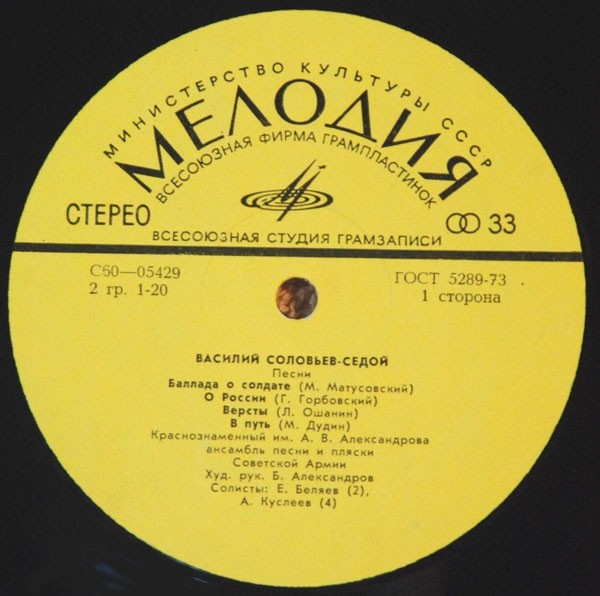 МИНИСТЕРСТВО КУЛЬТУРЫ СССР
МЕЛОДИЯ
ВСЕСОЮЗНАЯ ФИРМА ГРАМПЛАСТИНОК
СТЕРЕО
33
ВСЕСОЮЗНАЯ СТУДИЯ ГРАМЗАПИСИ
С60—05429
2 гр. 1-20
ГОСТ 5289-73
1 сторона
ВАСИЛИЙ СОЛОВЬЕВ-СЕДОЙ
Песни
Баллада о солдате (М. Матусовский)
О России (Г. Горбовский)
Версты (Л. Ошанин)
В путь (М. Дудин)
Краснознаменный им. А. В. Александрова
ансамбль песни и пляски
Советской Армии
Худ. рук. Б. Александров
Солисты: Е. Беляев (2),
А. Куслеев (4)